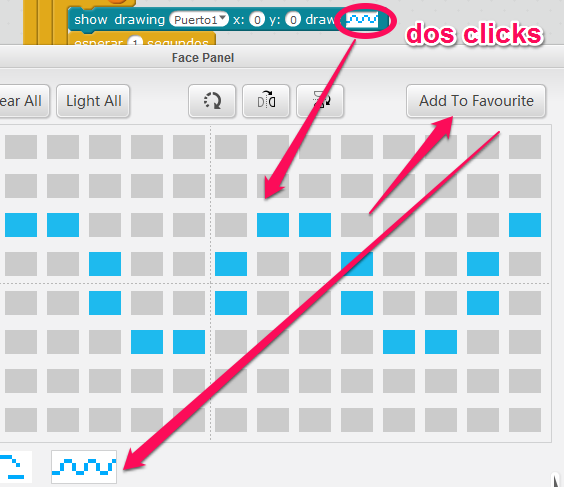 show drawing Puerto1 x: 0 y: 0 draw
dos clicks
esperar 1 segundos
Face Panel
ear All Light All Add To Favourite